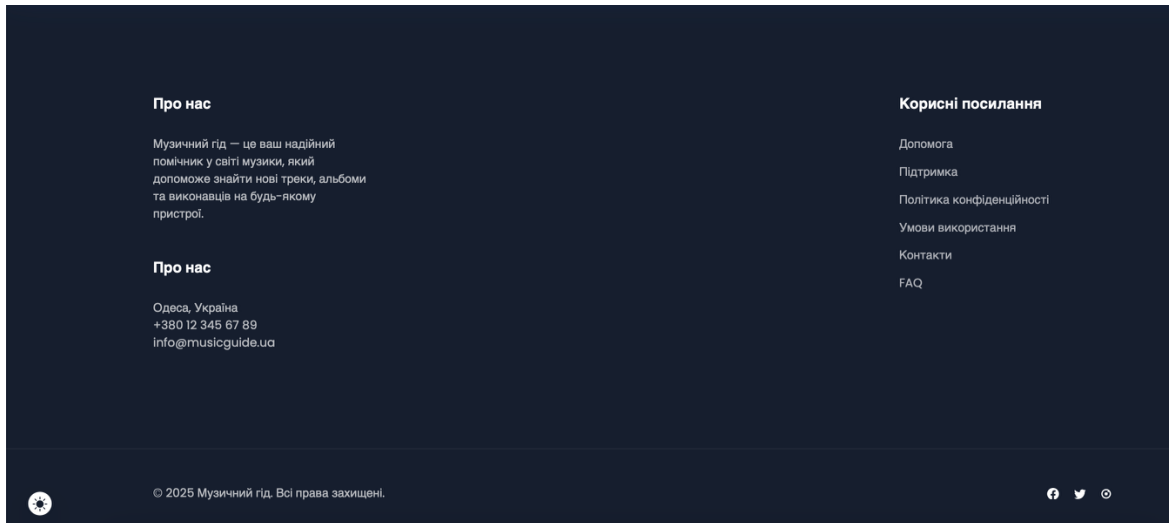 Про нас
Музичний гід — це ваш надійний
помічник у світі музики, який
допоможе знайти нові треки, альбоми
та виконавців на будь-якому
пристрої.
Про нас
Одеса, Україна
+380 12 345 67 89
info@musicguide.ua
Корисні посилання
Допомога
Підтримка
Політика конфіденційності
Умови використання
Контакти
FAQ
© 2025 Музичний гід. Всі права захищені.